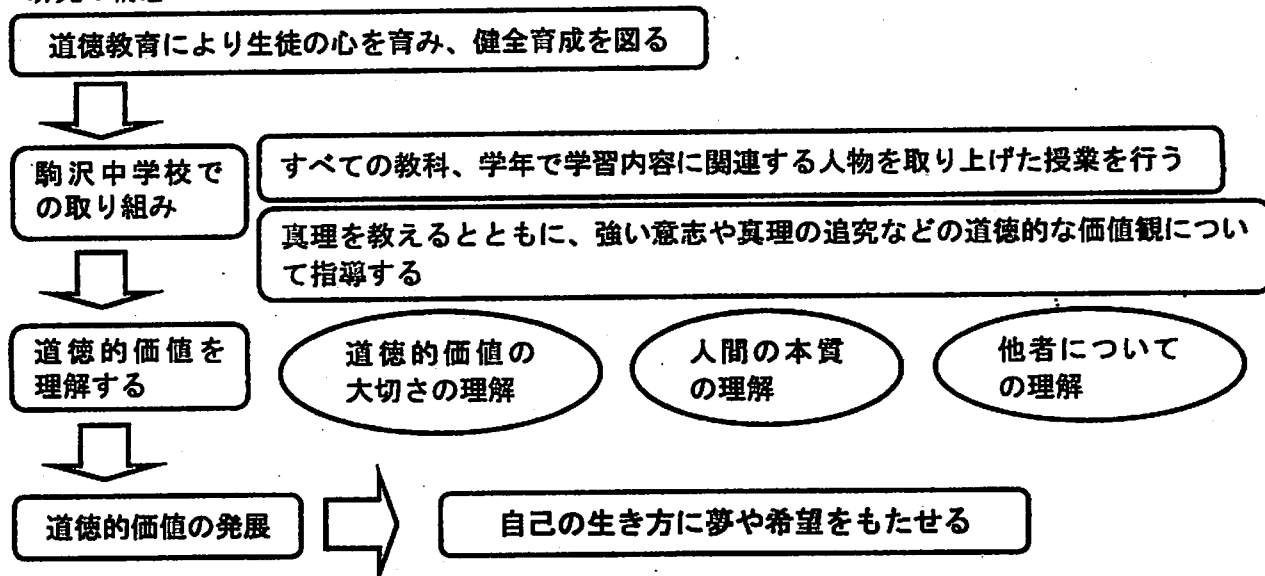 道徳教育により生徒の心を育み、健全育成を図る
駒沢中学校で
の取り組み
すべての教科、学年で学習内容に関連する人物を取り上げた授業を行う
真理を教えるとともに、強い意志や真理の追究などの道徳的な価値観につい
て指導する
道徳的価値を
理解する
道徳的価値の
大切さの理解
人間の本質
の理解
他者について
の理解
道徳的価値の発展
自己の生き方に夢や希望をもたせる